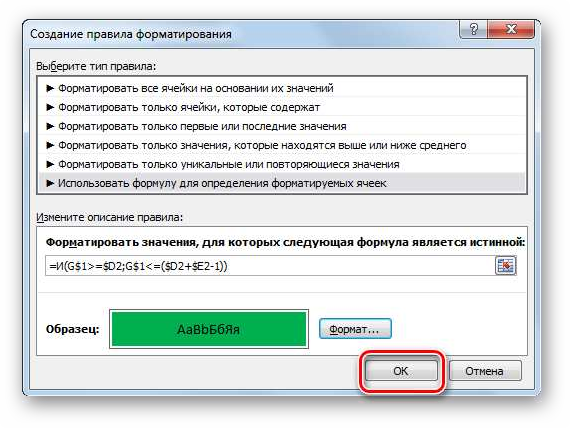 Создание правила форматирования
Выберите тип правила:
► Форматировать все ячейки на основании их значений
► Форматировать только ячейки, которые содержат
► Форматировать только первые или последние значения
► Форматировать только значения, которые находятся выше или ниже среднего
► Форматировать только уникальные или повторяющиеся значения
► Использовать формулу для определения форматируемых ячеек
Измените описание правила:
Форматировать значения, для которых следующая формула является истинной:
=И(G$1>=$D2;G$1<=($D2+$E2-1))
Образец:
АаВbБбЯя
Формат...
ОК
Отмена